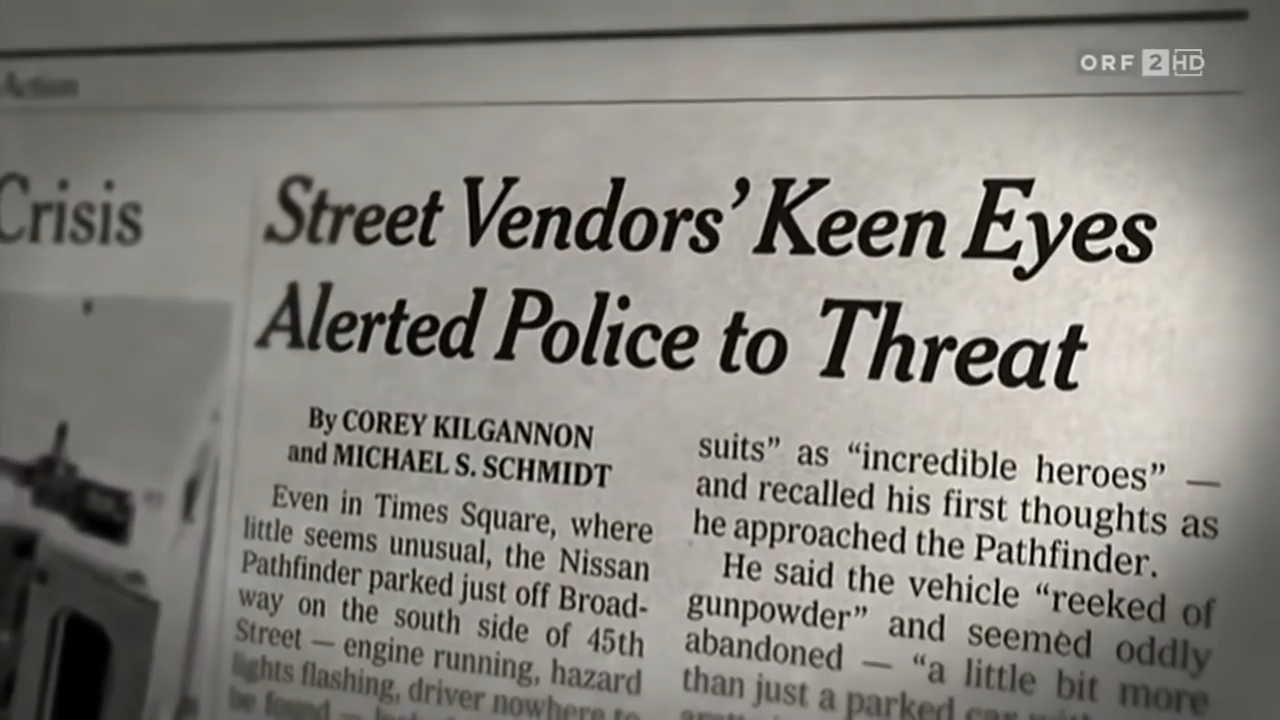 ORF 2 HD
Action
Crisis
Street Vendors’ Keen Eyes
Alerted Police to Threat
By COREY KILGANNON
and MICHAEL S. SCHMIDT
Even in Times Square, where
little seems unusual, the Nissan
Pathfinder parked just off Broad-
way on the south side of 45th
Street — engine running, hazard
lights flashing, driver nowhere to
be found —
suits” as “incredible heroes” —
and recalled his first thoughts as
he approached the Pathfinder.
He said the vehicle “reeked of
gunpowder” and seemed oddly
abandoned — “a little bit more
than just a parked car with